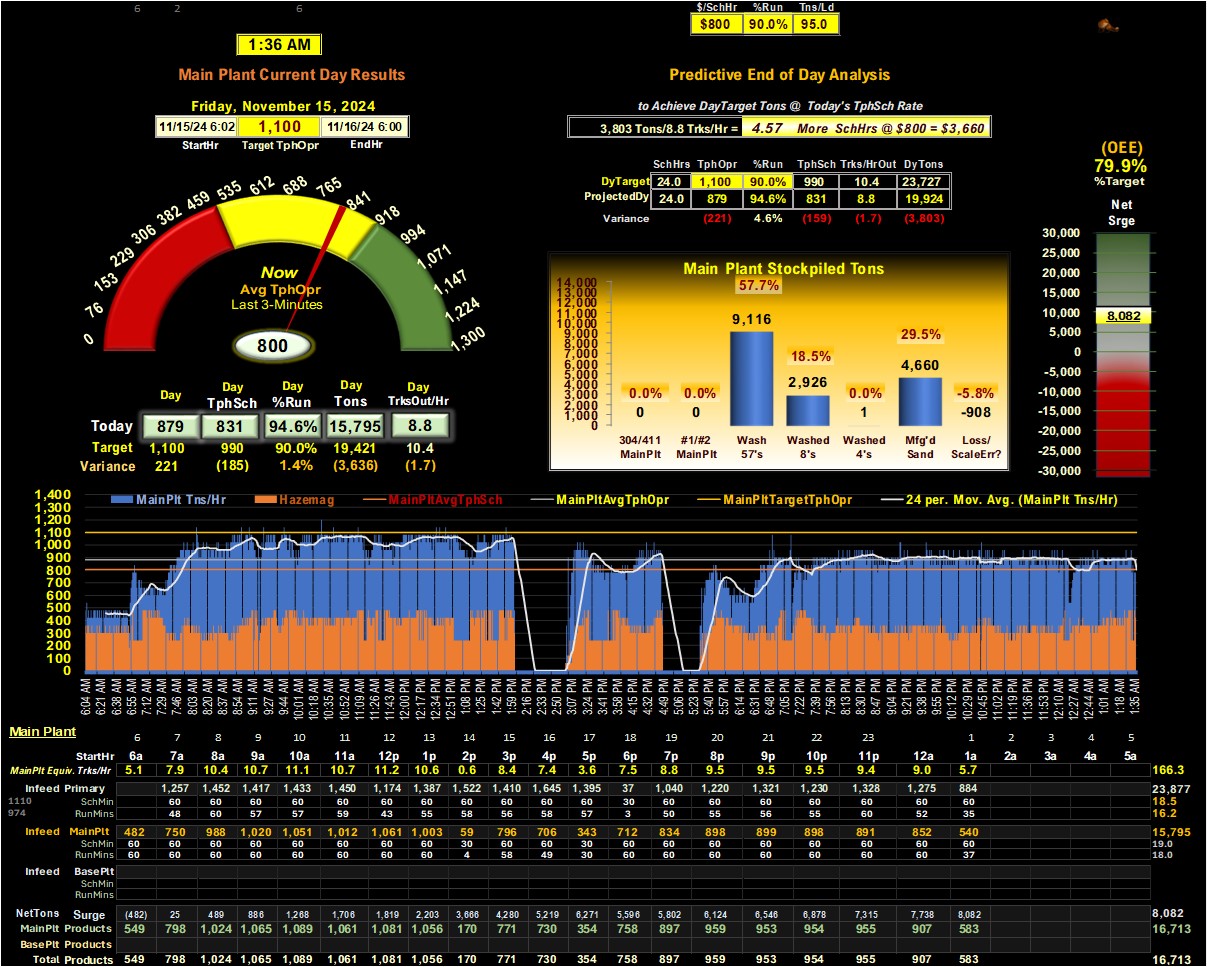 6 2 6
$/SchHr %Run Tns/Ld
$800 90.0% 95.0
1:36 AM
Main Plant Current Day Results
Friday, November 15, 2024
11/15/24 6:02 1,100 11/16/24 6:00
StartHr Target TphOpr EndHr
0 76 153 229 306 382 459 535 612 688 765 841 918 994 1,071 1,147 1,224 1,300
Now
Avg TphOpr
Last 3-Minutes
800
Day Day TphSch Day %Run Day Tons Day TrksOut/Hr
Today 879 831 94.6% 15,795 8.8
Target 1,100 990 90.0% 19,421 10.4
Variance 221 (185) 1.4% (3,636) (1.7)
Predictive End of Day Analysis
to Achieve DayTarget Tons @ Today's TphSch Rate
3,803 Tons/8.8 Trks/Hr = 4.57 More SchHrs @ $800 = $3,660
SchHrs TphOpr %Run TphSch Trks/HrOut DyTons
DyTarget 24.0 1,100 90.0% 990 10.4 23,727
ProjectedDy 24.0 879 94.6% 831 8.8 19,924
Variance (221) 4.6% (159) (1.7) (3,803)
Main Plant Stockpiled Tons
14,000
13,000
12,000
11,000
10,000
9,000
8,000
7,000
6,000
5,000
4,000
3,000
2,000
1,000
0
0.0% 0.0% 57.7% 18.5% 0.0% 29.5% -5.8%
0 0 9,116 2,926 1 4,660 -908
304/411 #1/#2 Wash Washed Washed Mfg'd Loss/
MainPlt MainPlt 57's 8's 4's Sand ScaleErr?
(OEE)
79.9%
%Target
Net
Srge
30,000
25,000
20,000
15,000
10,000
5,000
0
-5,000
-10,000
-15,000
-20,000
-25,000
-30,000
8,082
MainPlt Tns/Hr Hazemag MainPltAvgTphSch MainPltAvgTphOpr MainPltTargetTphOpr 24 per. Mov. Avg. (MainPlt Tns/Hr)
1,400
1,300
1,200
1,100
1,000
900
800
700
600
500
400
300
200
100
0
6:04 AM 6:21 AM 6:38 AM 6:55 AM 7:12 AM 7:29 AM 7:46 AM 8:03 AM 8:20 AM 8:37 AM 8:54 AM 9:11 AM 9:27 AM 9:44 AM 10:01 AM 10:18 AM 10:35 AM 10:52 AM 11:09 AM 11:26 AM 11:43 AM 12:00 PM 12:17 PM 12:34 PM 12:51 PM 1:08 PM 1:25 PM 1:42 PM 1:59 PM 2:16 PM 2:33 PM 2:50 PM 3:07 PM 3:24 PM 3:41 PM 3:58 PM 4:15 PM 4:32 PM 4:49 PM 5:06 PM 5:23 PM 5:40 PM 5:57 PM 6:14 PM 6:31 PM 6:48 PM 7:05 PM 7:22 PM 7:39 PM 7:56 PM 8:13 PM 8:30 PM 8:47 PM 9:04 PM 9:21 PM 9:38 PM 9:55 PM 10:12 PM 10:29 PM 10:45 PM 11:02 PM 11:19 PM 11:36 PM 11:53 PM 12:10 AM 12:27 AM 12:44 AM 1:01 AM 1:18 AM 1:35 AM
Main Plant 6 7 8 9 10 11 12 13 14 15 16 17 18 19 20 21 22 23 1 2 3 4 5
StartHr 6a 7a 8a 9a 10a 11a 12p 1p 2p 3p 4p 5p 6p 7p 8p 9p 10p 11p 12a 1a 2a 3a 4a 5a
MainPlt Equiv. Trks/Hr 5.1 7.9 10.4 10.7 11.1 10.7 11.2 10.6 0.6 8.4 7.4 3.6 7.5 8.8 9.5 9.5 9.5 9.4 9.0 5.7 166.3
Infeed Primary 1,257 1,452 1,417 1,433 1,450 1,174 1,387 1,522 1,410 1,645 1,395 37 1,040 1,220 1,321 1,230 1,328 1,275 884 23,877
1110 SchMin 60 60 60 60 60 60 60 60 60 60 60 30 60 60 60 60 60 60 60 18.5
974 RunMins 48 60 57 57 59 43 55 58 56 58 57 3 50 55 56 55 60 52 35 16.2
Infeed MainPlt 482 750 988 1,020 1,051 1,012 1,061 1,003 59 796 706 343 712 834 898 899 898 891 852 540 15,795
SchMin 60 60 60 60 60 60 60 60 30 60 60 30 60 60 60 60 60 60 60 60 19.0
RunMins 60 60 60 60 60 60 60 60 4 58 49 30 60 60 60 60 60 60 60 37 18.0
Infeed BasePlt
SchMin
RunMins
NetTons Surge (482) 25 489 886 1,268 1,706 1,819 2,203 3,666 4,280 5,219 6,271 5,596 5,802 6,124 6,546 6,878 7,315 7,738 8,082 8,082
MainPlt Products 549 798 1,024 1,065 1,089 1,061 1,081 1,056 170 771 730 354 758 897 959 953 954 955 907 583 16,713
BasePlt Products
Total Products 549 798 1,024 1,065 1,089 1,061 1,081 1,056 170 771 730 354 758 897 959 953 954 955 907 583 16,713